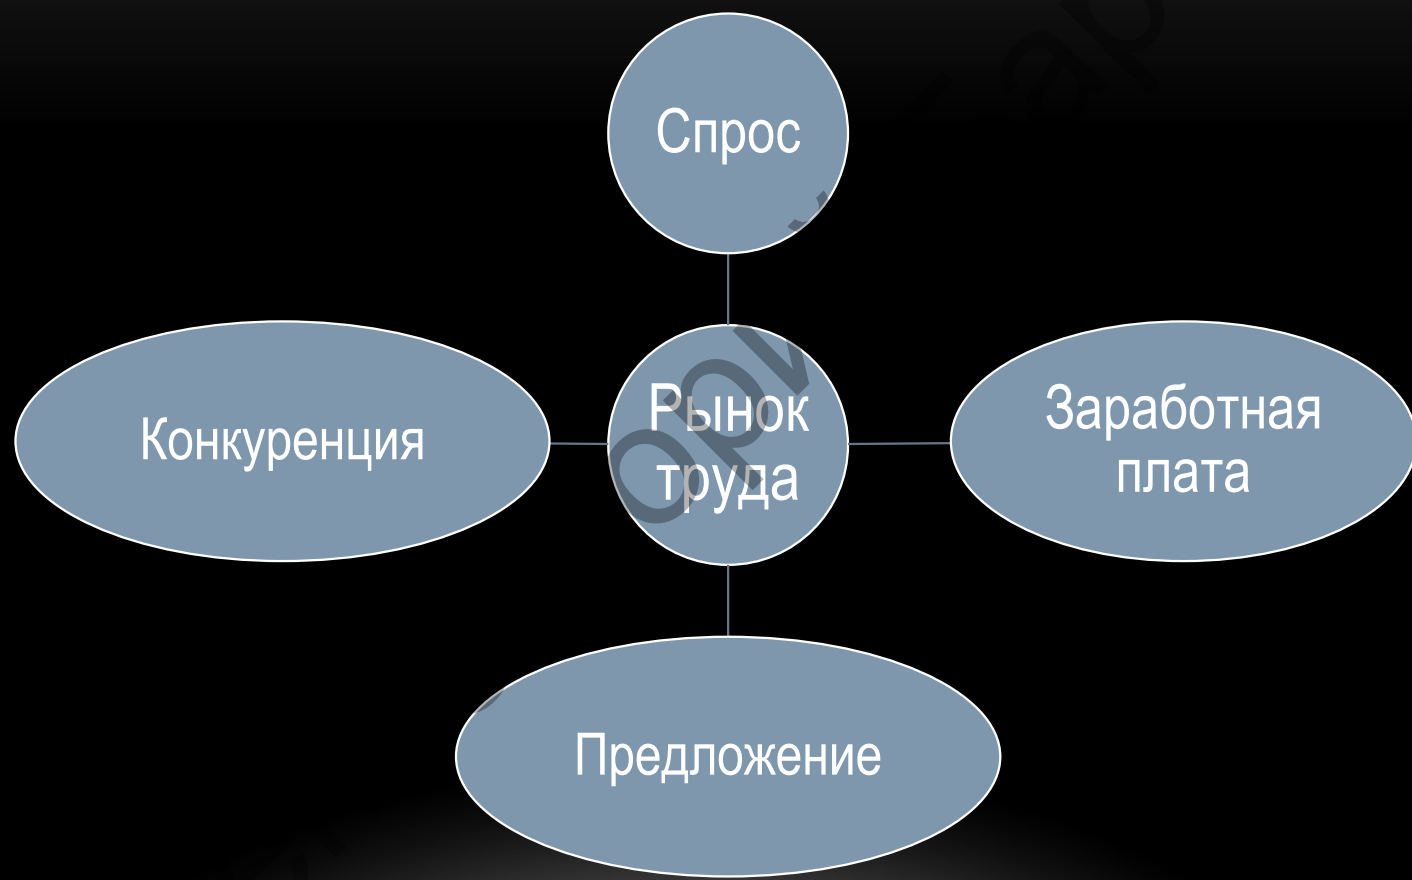 Спрос
Конкуренция
Рынок
труда
Заработная
плата
Предложение